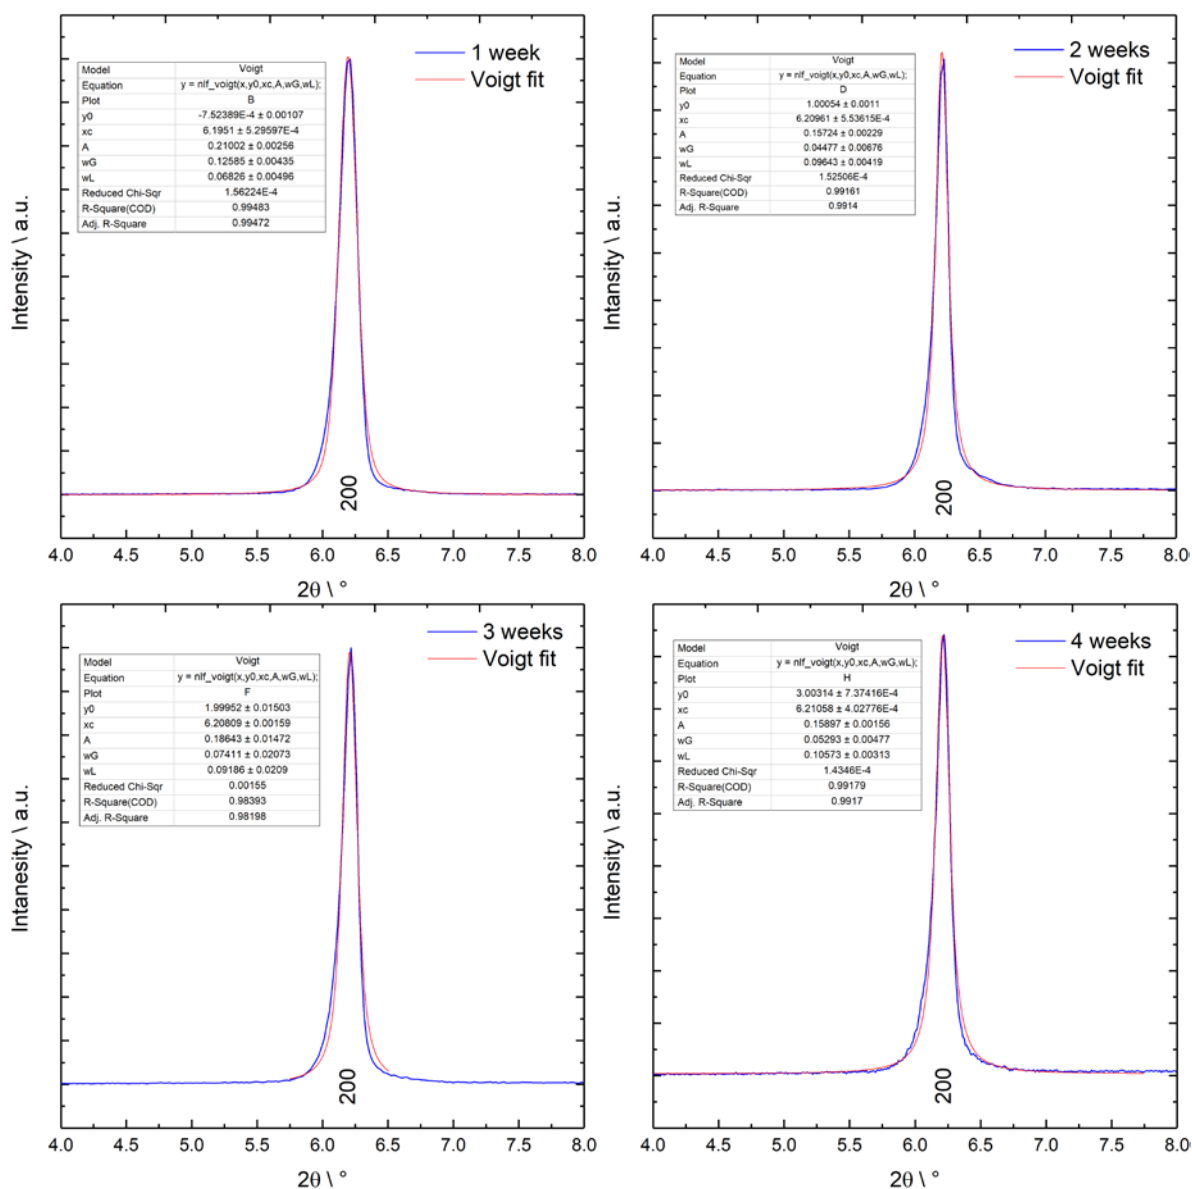 1 week
Voigt fit
Model Voigt
Equation y = nlf_voigt(x,y0,xc,A,wG,wL);
Plot B
y0 -7.52389E-4 ± 0.00107
xc 6.1951 ± 5.29597E-4
A 0.21002 ± 0.00256
wG 0.12585 ± 0.00435
wL 0.06826 ± 0.00496
Reduced Chi-Sqr 1.56224E-4
R-Square(COD) 0.99483
Adj. R-Square 0.99472
Intensity \ a.u.
200
4.0 4.5 5.0 5.5 6.0 6.5 7.0 7.5 8.0
2θ \ °
2 weeks
Voigt fit
Model Voigt
Equation y = nlf_voigt(x,y0,xc,A,wG,wL);
Plot D
y0 1.00054 ± 0.0011
xc 6.20961 ± 5.53615E-4
A 0.15724 ± 0.00229
wG 0.04477 ± 0.00676
wL 0.09643 ± 0.00419
Reduced Chi-Sqr 1.52506E-4
R-Square(COD) 0.99161
Adj. R-Square 0.9914
Intansity \ a.u.
200
4.0 4.5 5.0 5.5 6.0 6.5 7.0 7.5 8.0
2θ \ °
3 weeks
Voigt fit
Model Voigt
Equation y = nlf_voigt(x,y0,xc,A,wG,wL);
Plot F
y0 1.99952 ± 0.01503
xc 6.20809 ± 0.00159
A 0.18643 ± 0.01472
wG 0.07411 ± 0.02073
wL 0.09186 ± 0.0209
Reduced Chi-Sqr 0.00155
R-Square(COD) 0.98393
Adj. R-Square 0.98198
Intanesity \ a.u.
200
4.0 4.5 5.0 5.5 6.0 6.5 7.0 7.5 8.0
2θ \ °
4 weeks
Voigt fit
Model Voigt
Equation y = nlf_voigt(x,y0,xc,A,wG,wL);
Plot H
y0 3.00314 ± 7.37416E-4
xc 6.21058 ± 4.02776E-4
A 0.15897 ± 0.00156
wG 0.05293 ± 0.00477
wL 0.10573 ± 0.00313
Reduced Chi-Sqr 1.4346E-4
R-Square(COD) 0.99179
Adj. R-Square 0.9917
Intensity \ a.u.
200
4.0 4.5 5.0 5.5 6.0 6.5 7.0 7.5 8.0
2θ \ °